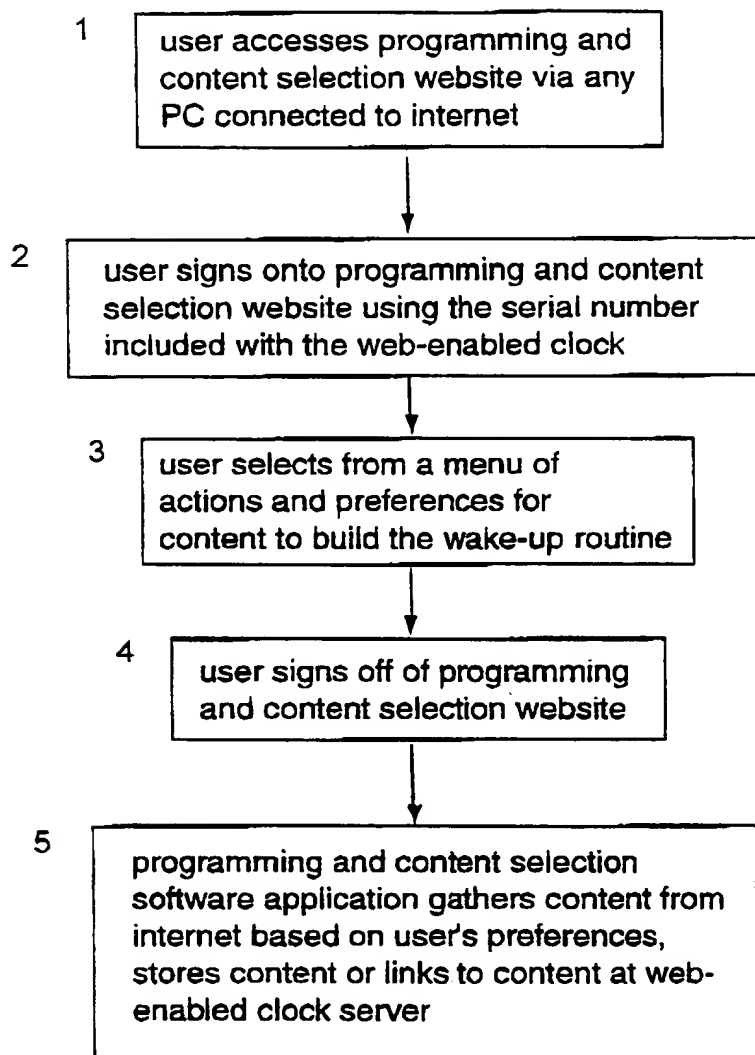 1
user accesses programming and
content selection website via any
PC connected to internet
2
user signs onto programming and content
selection website using the serial number
included with the web-enabled clock
3
user selects from a menu of
actions and preferences for
content to build the wake-up routine
4
user signs off of programming
and content selection website
5
programming and content selection
software application gathers content from
internet based on user's preferences,
stores content or links to content at web-
enabled clock server